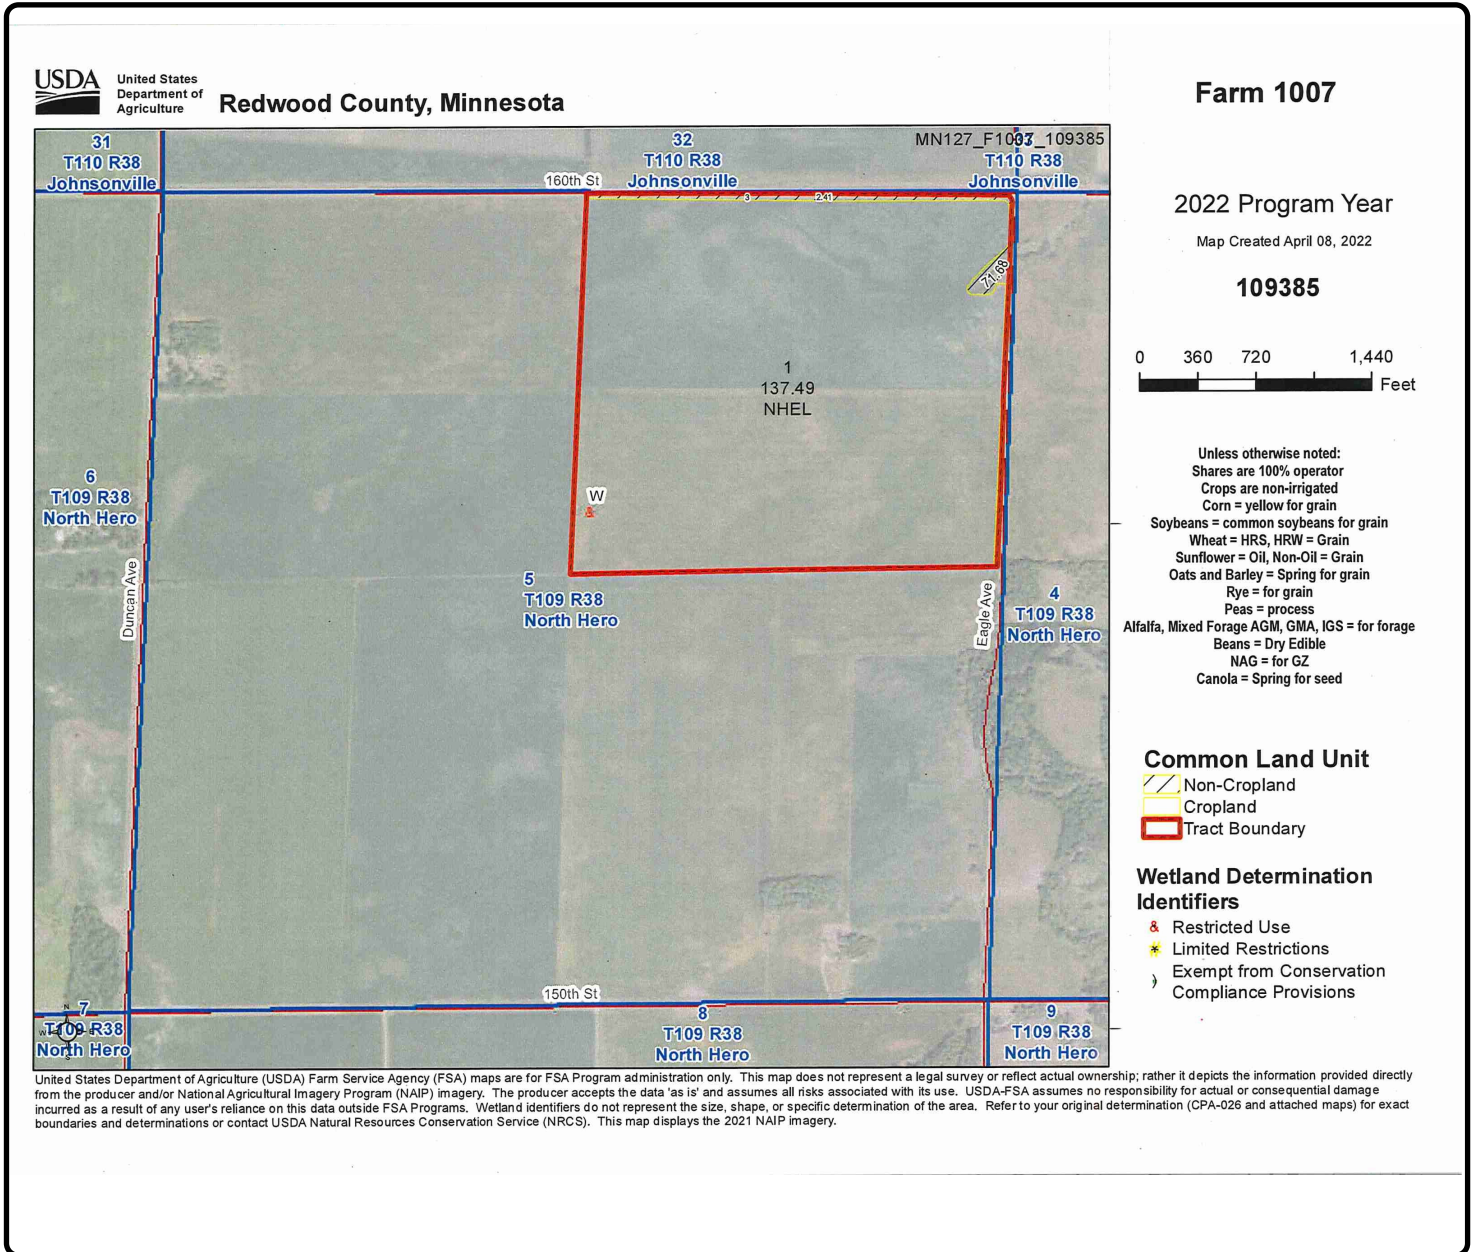 USDA
United States
Department of
Agriculture
Redwood County, Minnesota
Farm 1007
31
T110 R38
Johnsonville
32
T110 R38
Johnsonville
T110 R38
Johnsonville
160th St
3
2.41
2022 Program Year
Map Created April 08, 2022
109385
71.68
0 360 720 1,440
Feet
1
137.49
NHEL
Unless otherwise noted:
Shares are 100% operator
Crops are non-irrigated
Corn = yellow for grain
Soybeans = common soybeans for grain
Wheat = HRS, HRW = Grain
Sunflower = Oil, Non-Oil = Grain
Oats and Barley = Spring for grain
Rye = for grain
Peas = process
Alfalfa, Mixed Forage AGM, GMA, IGS = for forage
Beans = Dry Edible
NAG = for GZ
Canola = Spring for seed
6
T109 R38
North Hero
W
&
Duncan Ave
5
T109 R38
North Hero
Eagle Ave
4
T109 R38
North Hero
Common Land Unit
Non-Cropland
Cropland
Tract Boundary
Wetland Determination
Identifiers
& Restricted Use
Limited Restrictions
Exempt from Conservation
Compliance Provisions
150th St
7
T109 R38
North Hero
8
T109 R38
North Hero
9
T109 R38
North Hero
United States Department of Agriculture (USDA) Farm Service Agency (FSA) maps are for FSA Program administration only. This map does not represent a legal survey or reflect actual ownership; rather it depicts the information provided directly
from the producer and/or National Agricultural Imagery Program (NAIP) imagery. The producer accepts the data 'as is' and assumes all risks associated with its use. USDA-FSA assumes no responsibility for actual or consequential damage
incurred as a result of any user's reliance on this data outside FSA Programs. Wetland identifiers do not represent the size, shape, or specific determination of the area. Refer to your original determination (CPA-026 and attached maps) for exact
boundaries and determinations or contact USDA Natural Resources Conservation Service (NRCS). This map displays the 2021 NAIP imagery.